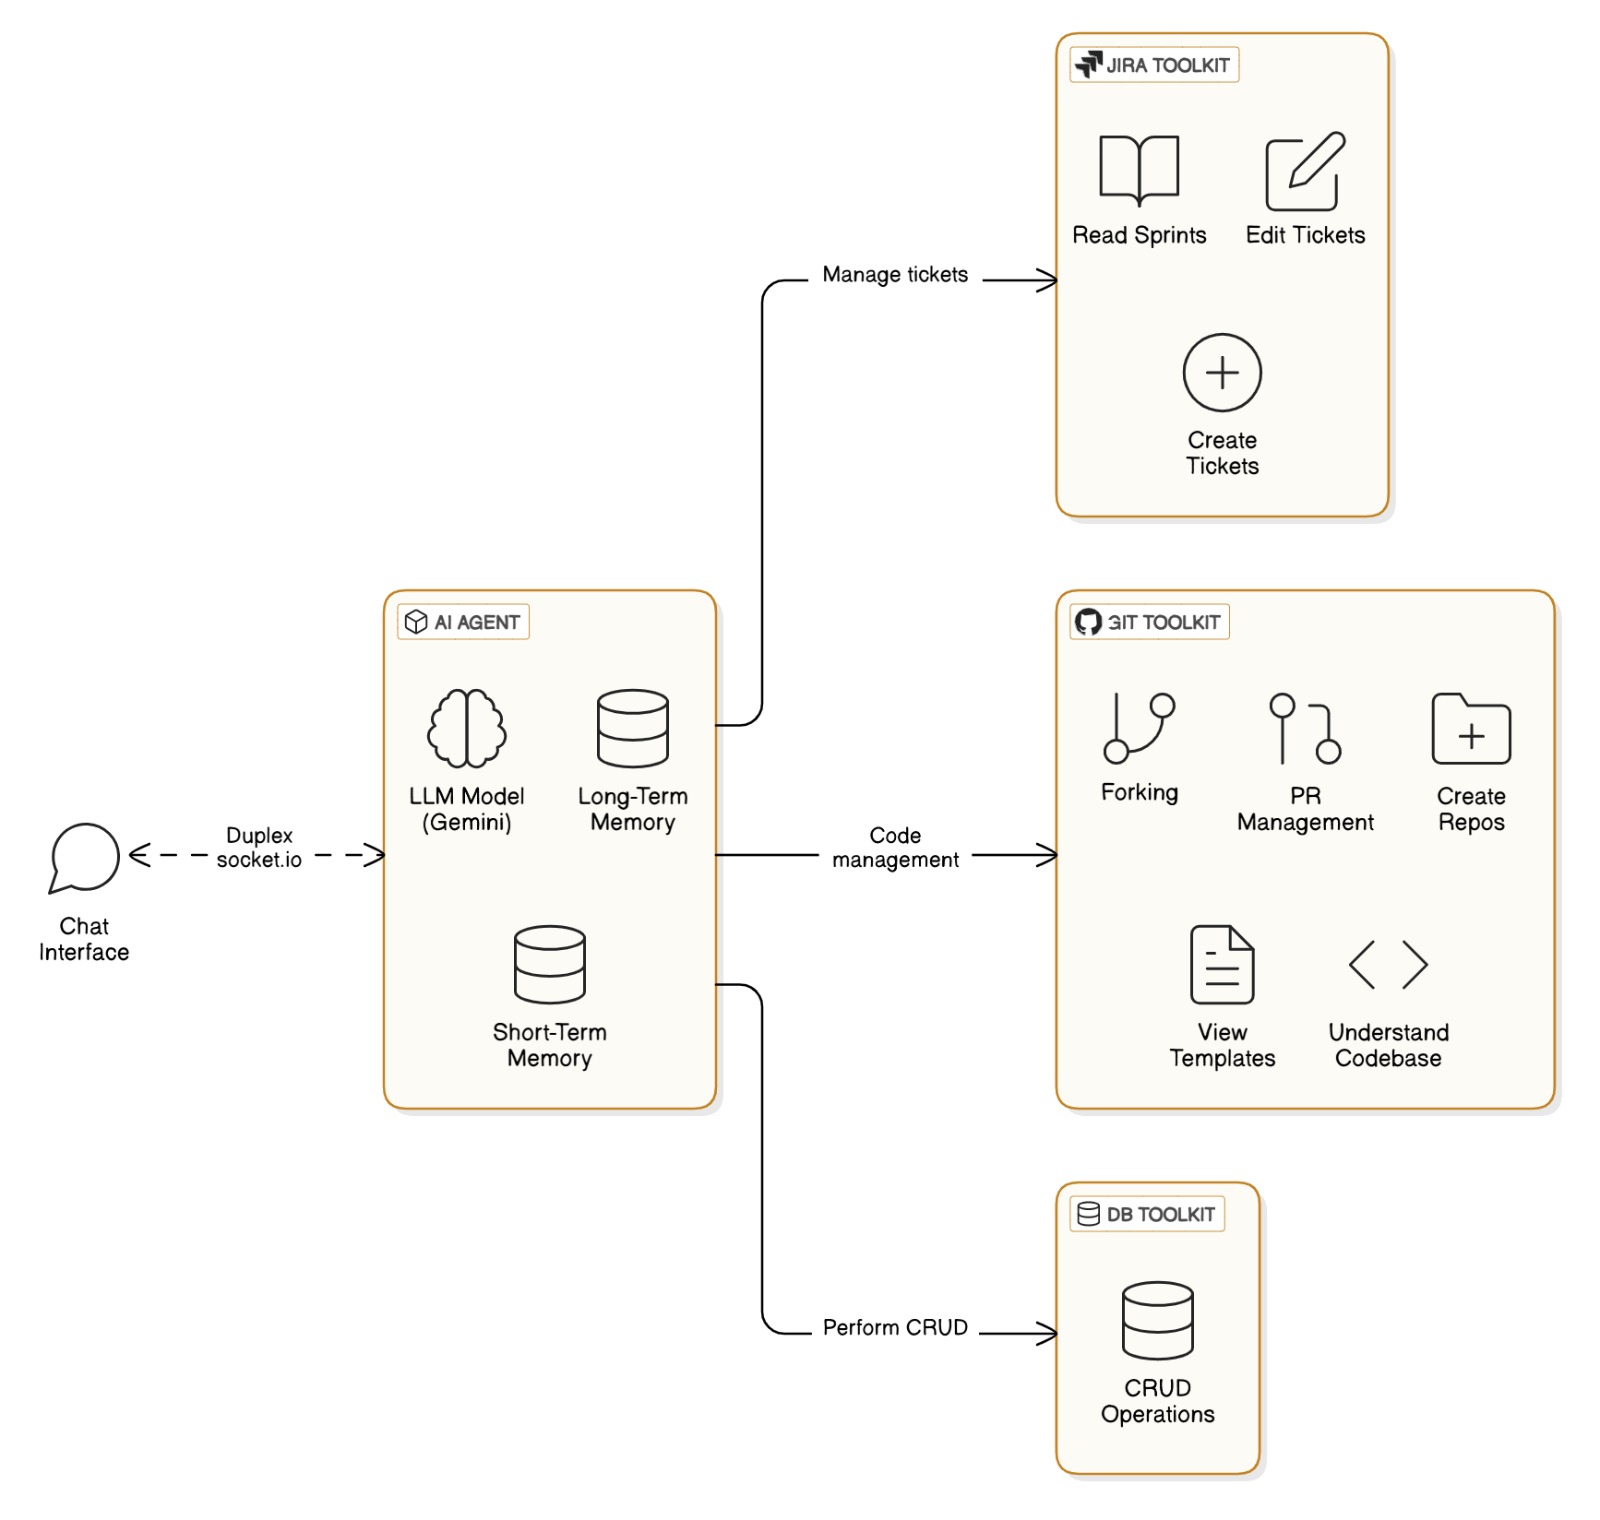 JIRA TOOLKIT
Read Sprints
Edit Tickets
Create
Tickets
Manage tickets
AI AGENT
LLM Model
(Gemini)
Long-Term
Memory
Short-Term
Memory
Duplex
socket.io
Chat
Interface
Code
management
GIT TOOLKIT
Forking
PR
Management
Create
Repos
View
Templates
Understand
Codebase
Perform CRUD
DB TOOLKIT
CRUD
Operations